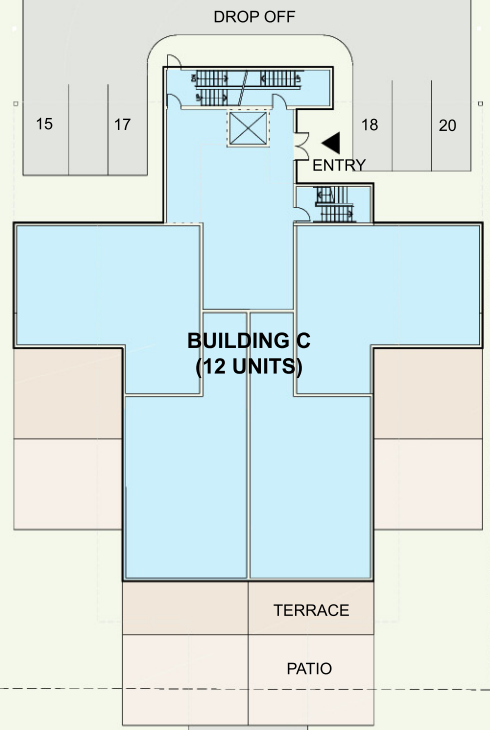 DROP OFF
15
17
18
20
ENTRY
BUILDING C
(12 UNITS)
TERRACE
PATIO